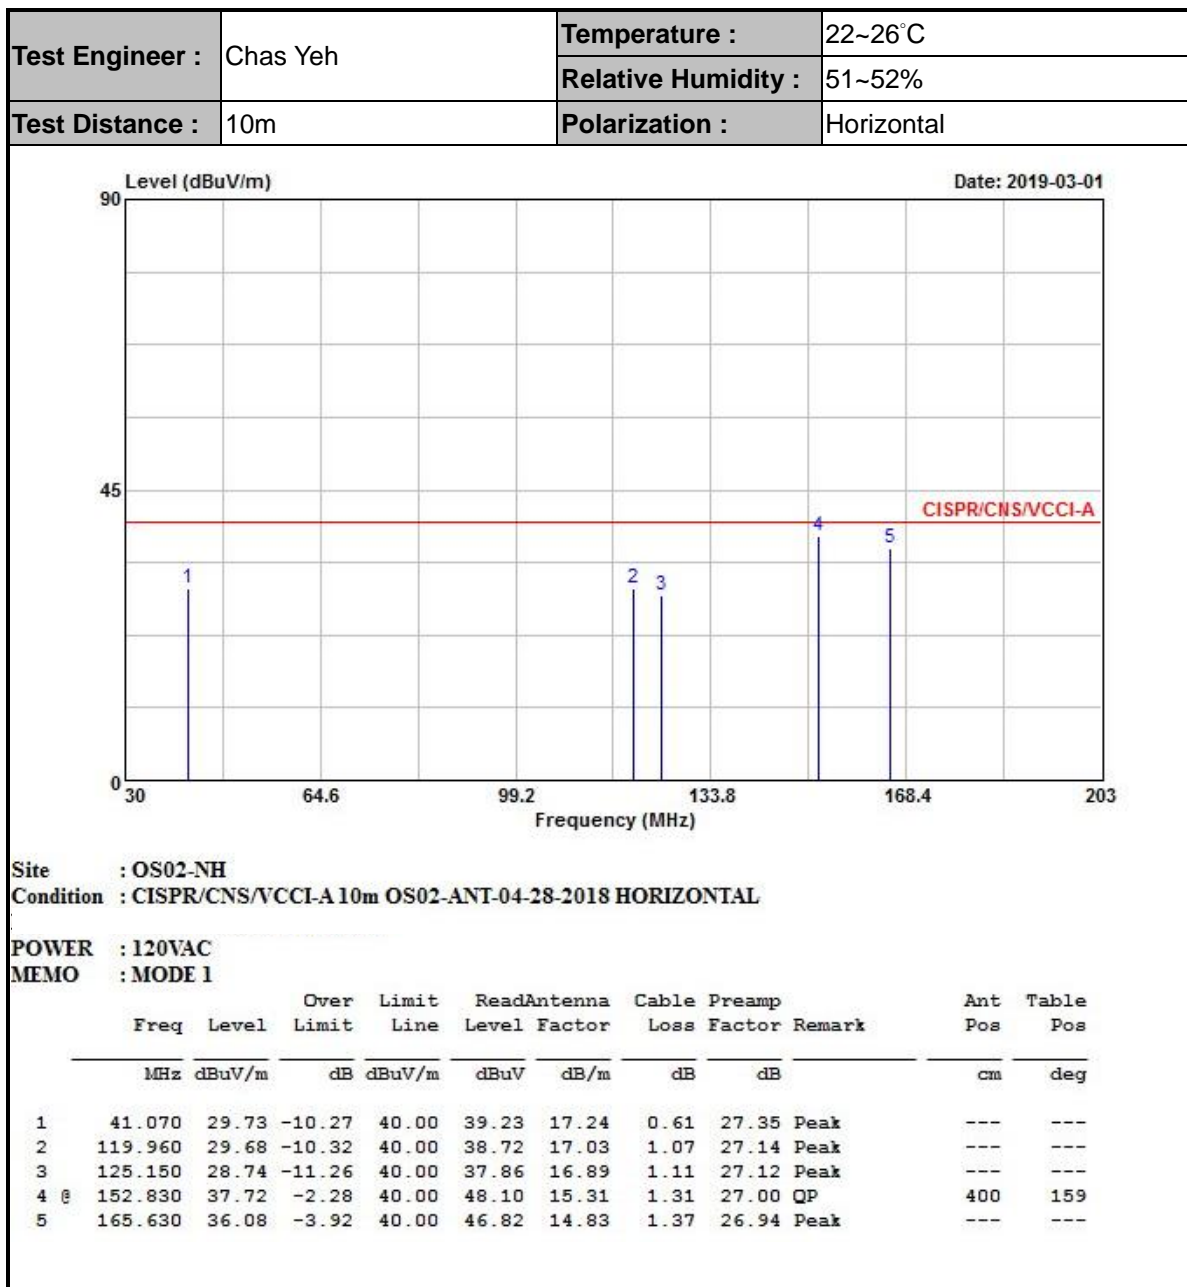 Test Engineer : Chas Yeh Temperature : 22~26°C
Relative Humidity : 51~52%
Test Distance : 10m Polarization : Horizontal
Level (dBuV/m) Date: 2019-03-01
90
45
0
CISPR/CNS/VCCI-A
1 2 3 4 5
30 64.6 99.2 133.8 168.4 203
Frequency (MHz)
Site : OS02-NH
Condition : CISPR/CNS/VCCI-A 10m OS02-ANT-04-28-2018 HORIZONTAL
:
POWER : 120VAC
MEMO : MODE 1
Over Limit ReadAntenna Cable Preamp Ant Table
Freq Level Limit Line Level Factor Loss Factor Remark Pos Pos
MHz dBuV/m dB dBuV/m dBuV dB/m dB dB cm deg
1 41.070 29.73 -10.27 40.00 39.23 17.24 0.61 27.35 Peak --- ---
2 119.960 29.68 -10.32 40.00 38.72 17.03 1.07 27.14 Peak --- ---
3 125.150 28.74 -11.26 40.00 37.86 16.89 1.11 27.12 Peak --- ---
4 @ 152.830 37.72 -2.28 40.00 48.10 15.31 1.31 27.00 QP 400 159
5 165.630 36.08 -3.92 40.00 46.82 14.83 1.37 26.94 Peak --- ---